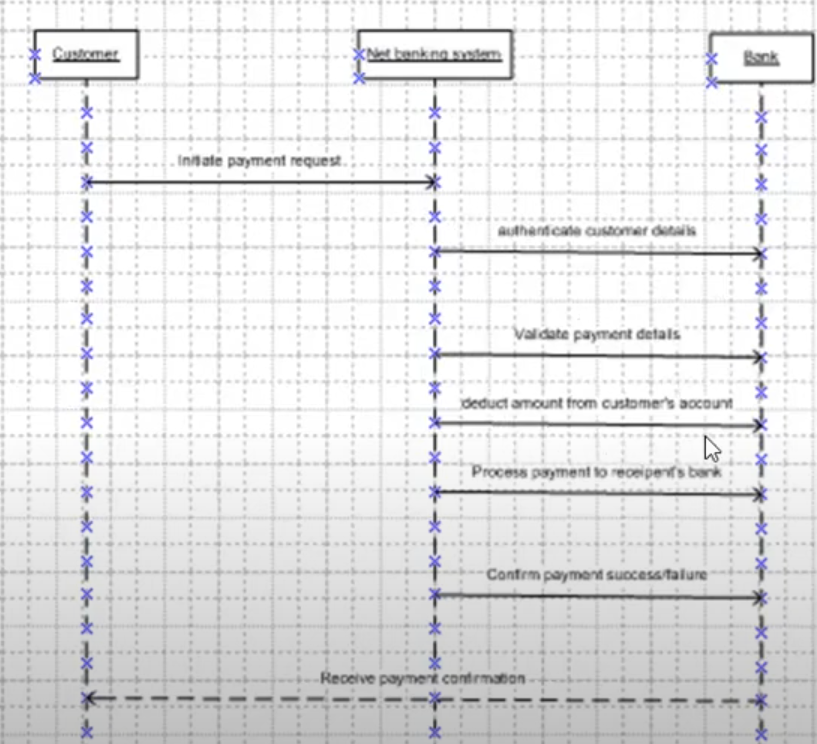 Customer
Net banking system
Bank
Initiate payment request
authenticate customer details
Validate payment details
deduct amount from customer's account
Process payment to receipent's bank
Confirm payment success/failure
Receive payment confirmation